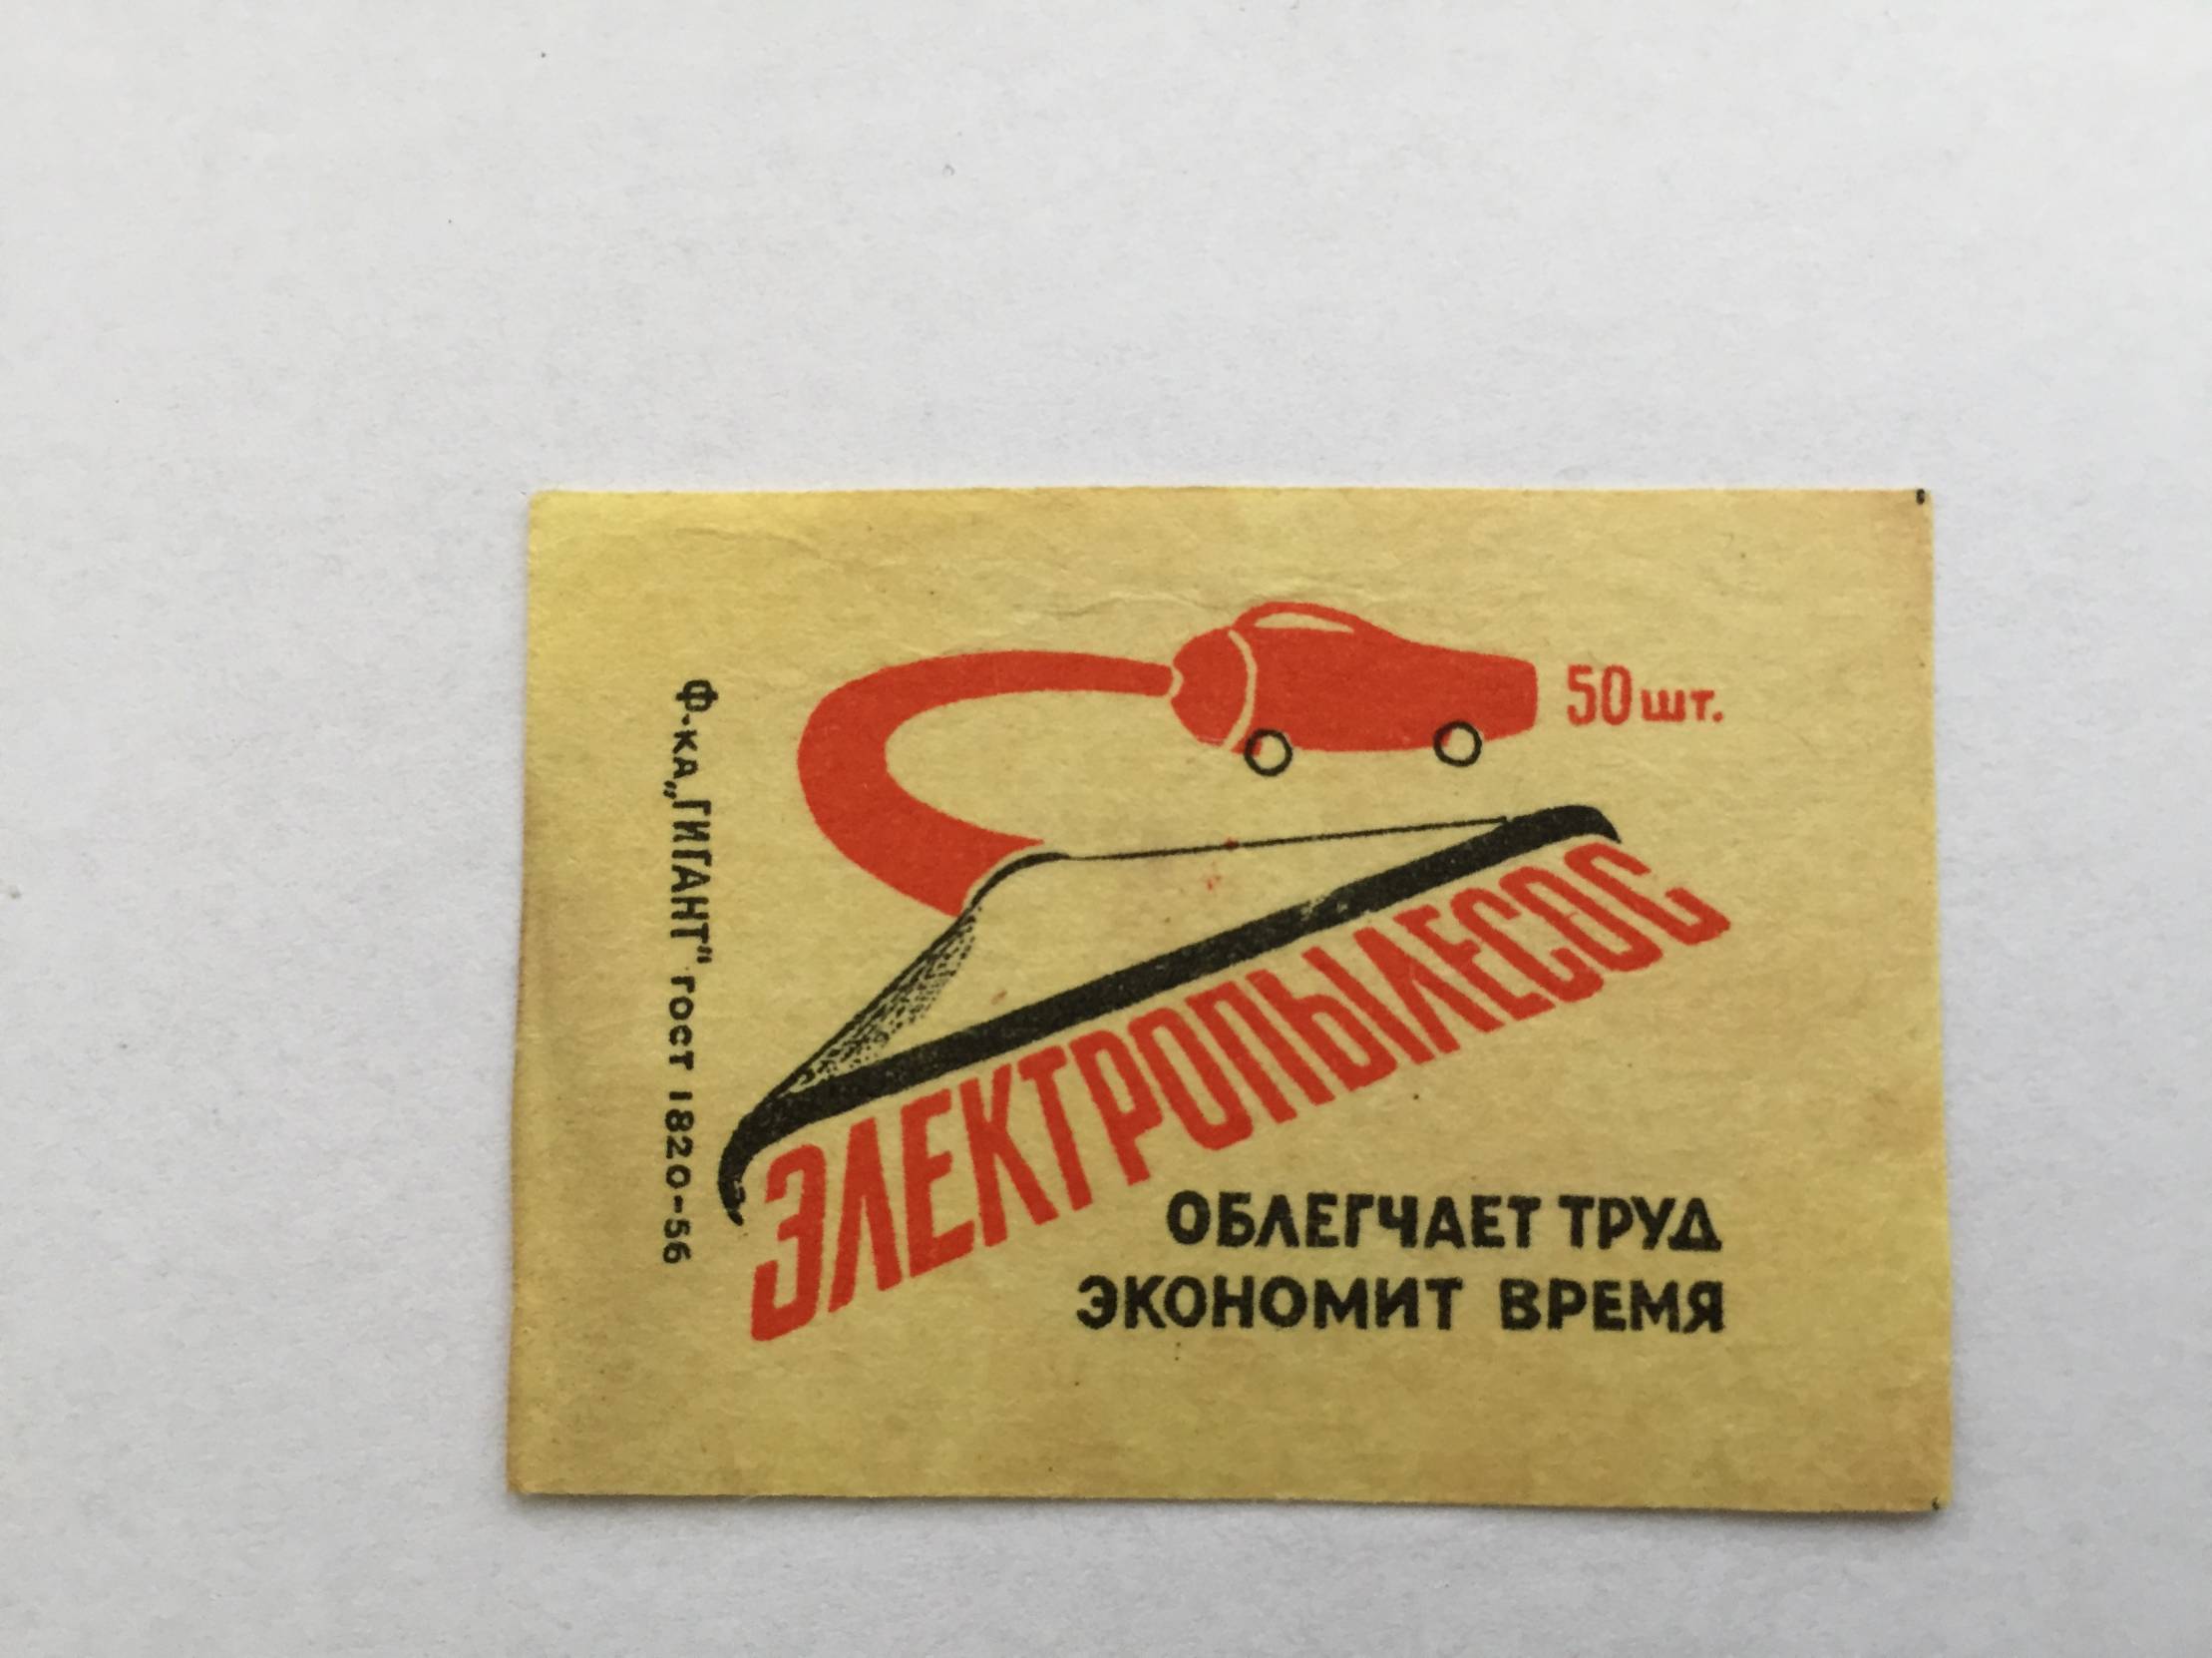 50 шт.
Ф-ка „ГИГАНТ" гост 1820-56
ЭЛЕКТРОПЫЛЕСОС
ОБЛЕГЧАЕТ ТРУД
ЭКОНОМИТ ВРЕМЯ